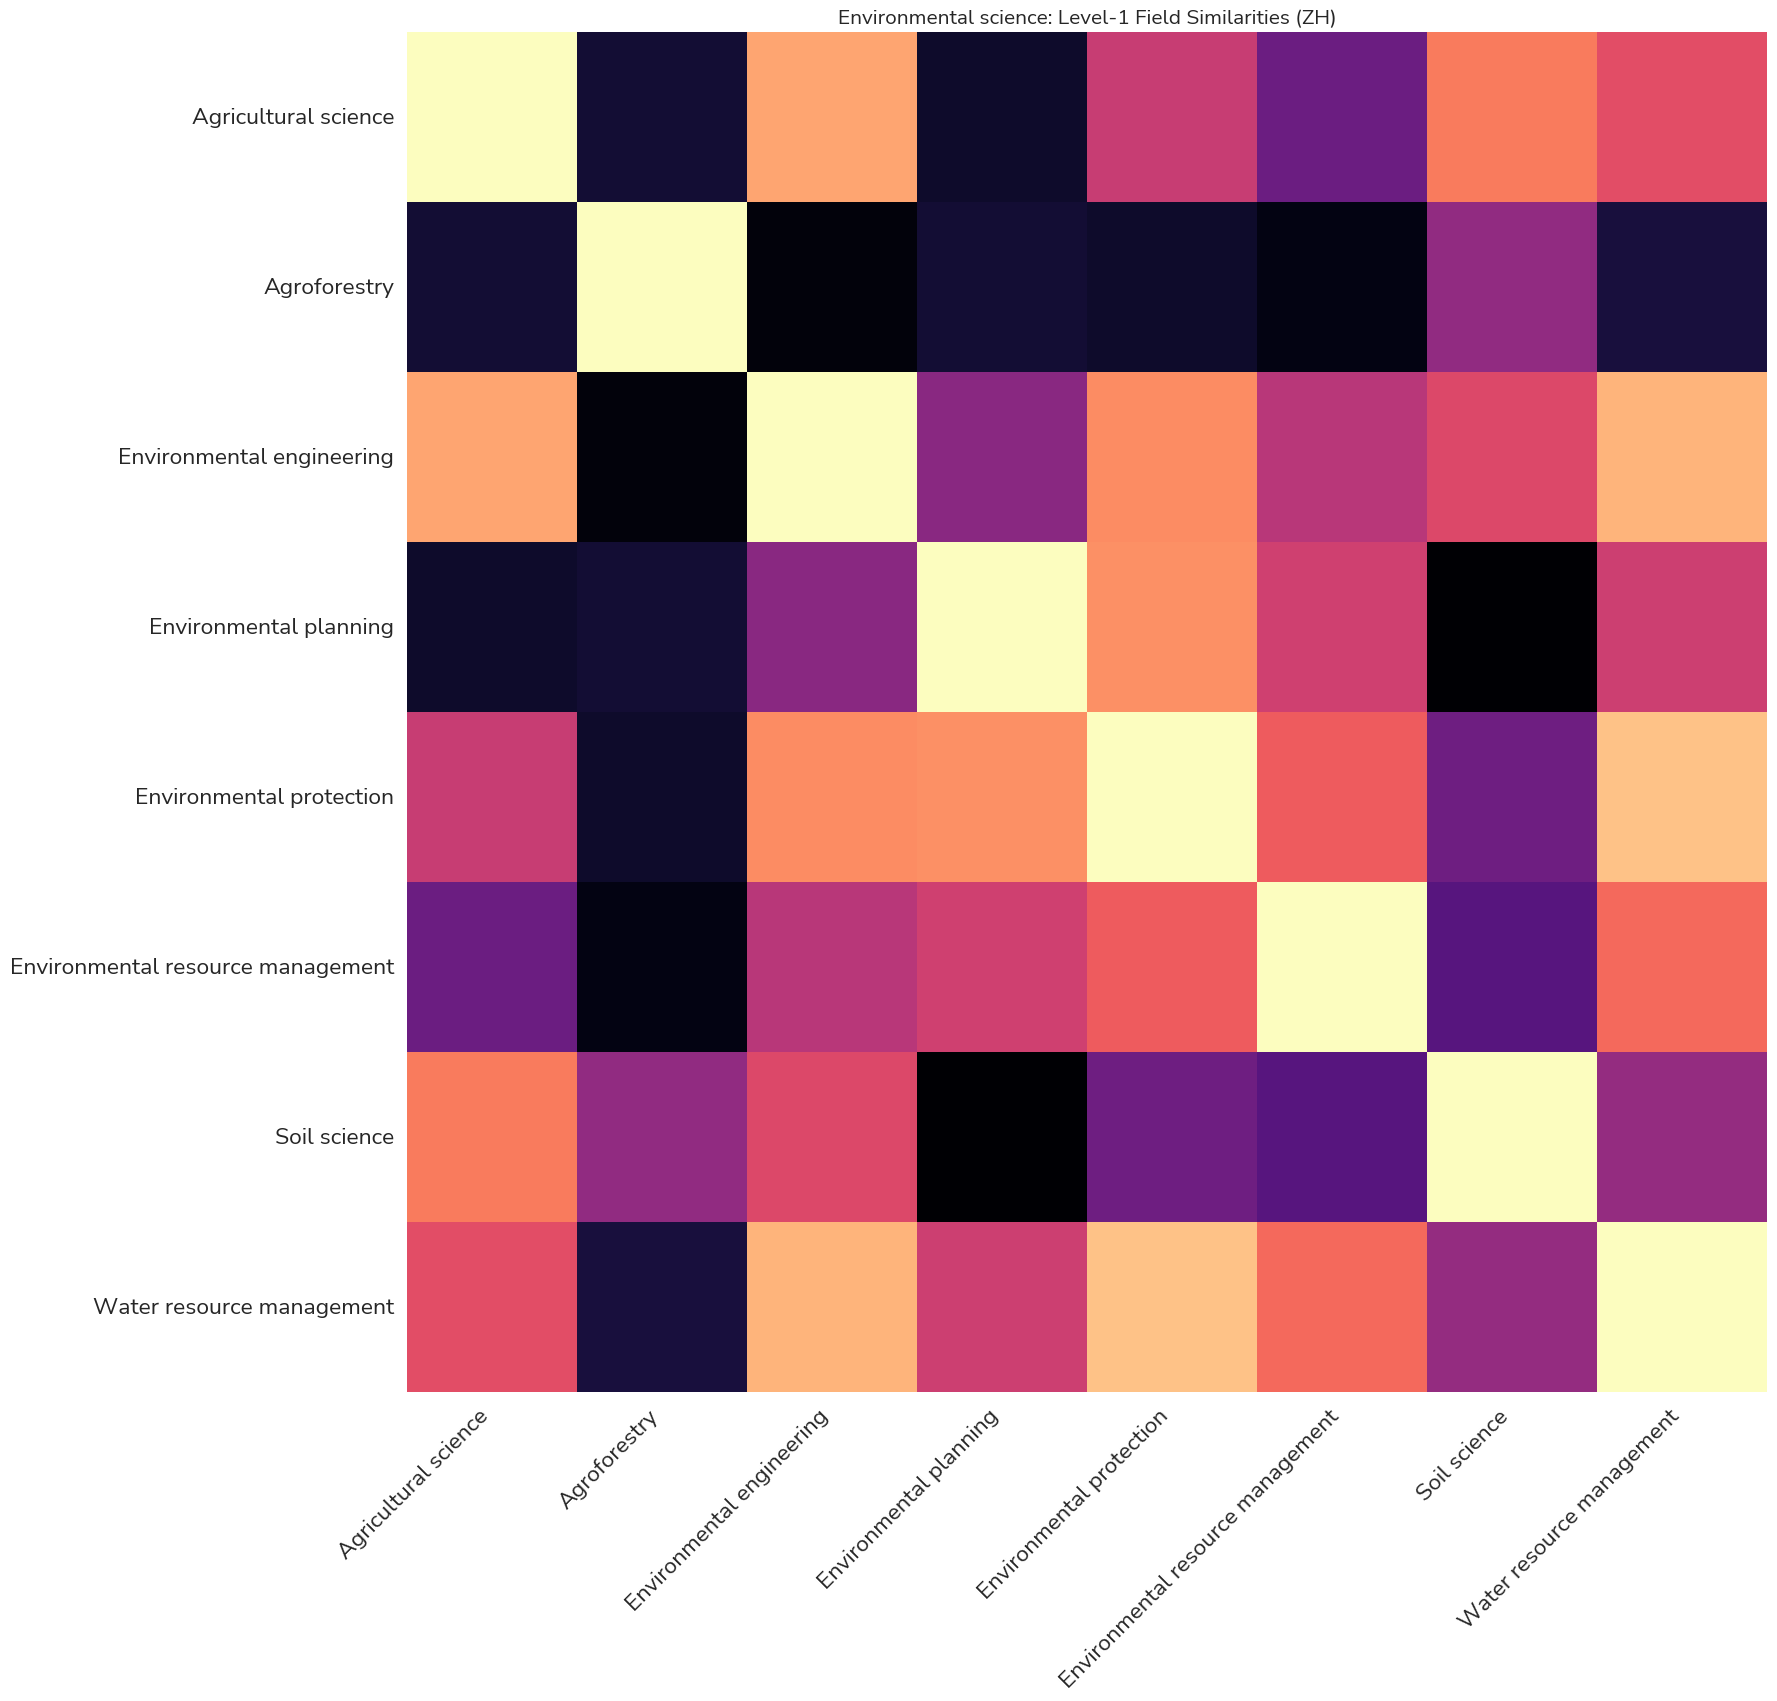 Environmental science: Level-1 Field Similarities (ZH)
Agricultural science
Agroforestry
Environmental engineering
Environmental planning
Environmental protection
Environmental resource management
Soil science
Water resource management
Agricultural science
Agroforestry
Environmental engineering
Environmental planning
Environmental protection
Environmental resource management
Soil science
Water resource management